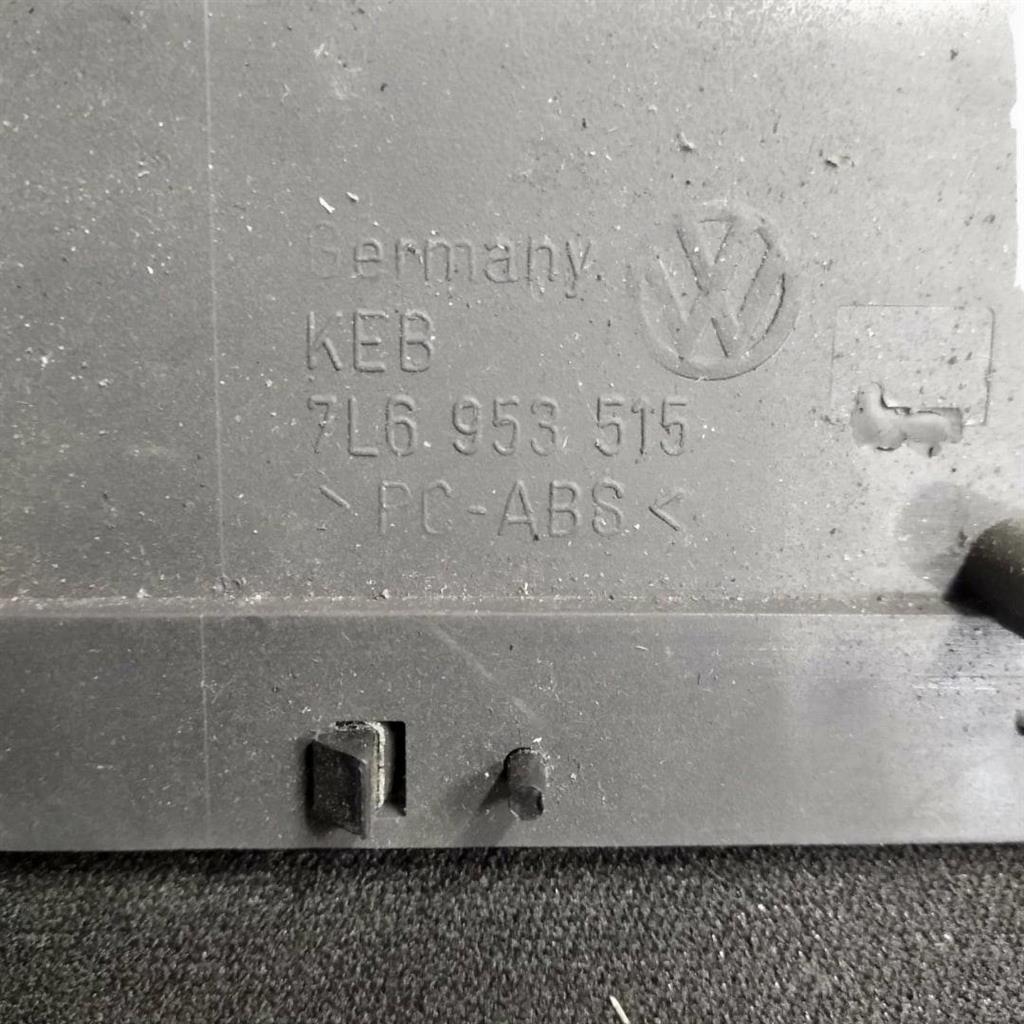 Germany
KEB
7L6 953 515
>PC-ABS<